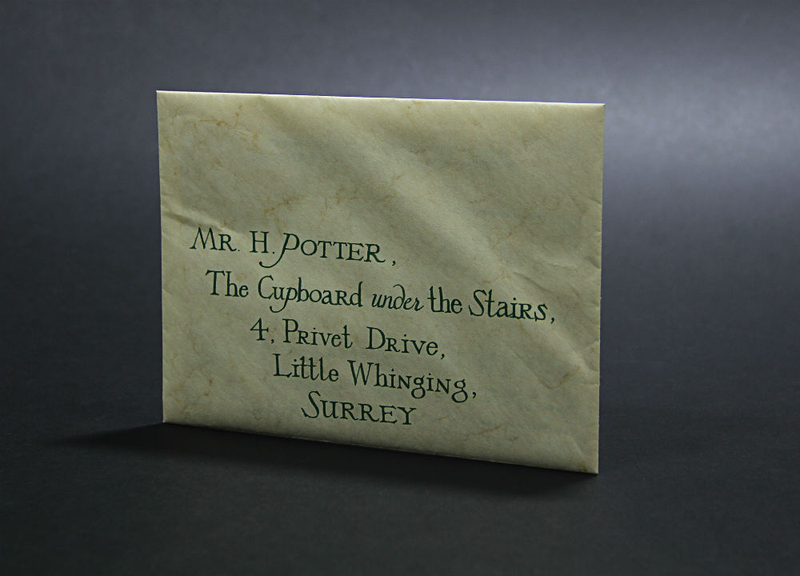 Mr. H. Potter,
The Cupboard under the Stairs,
4, Privet Drive,
Little Whinging,
SURREY